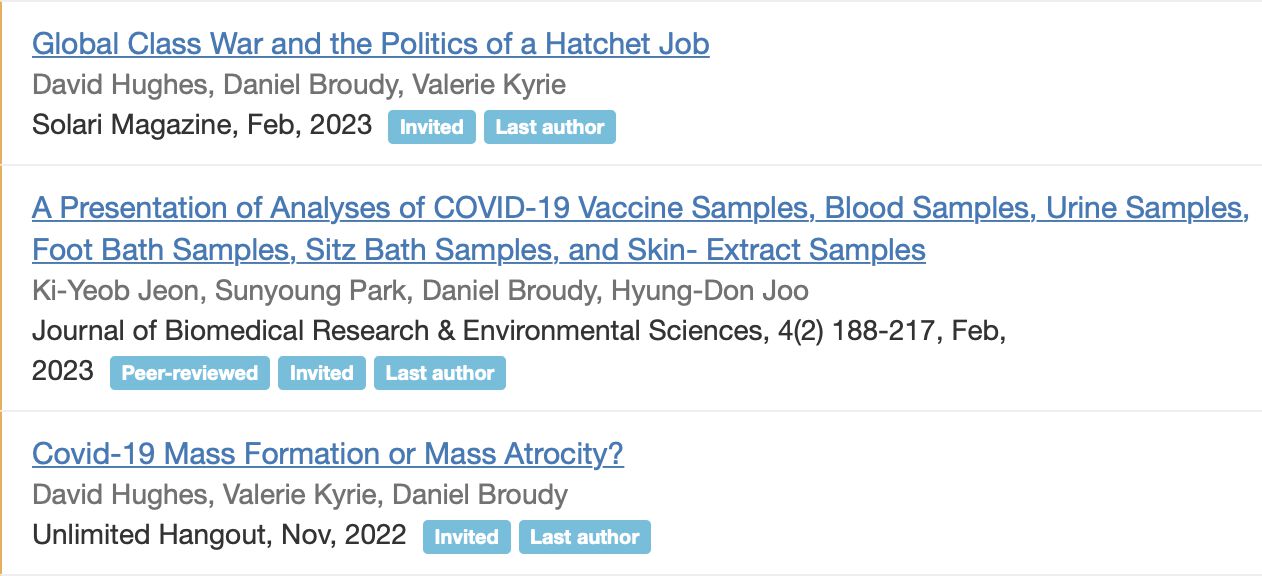 Global Class War and the Politics of a Hatchet Job
David Hughes, Daniel Broudy, Valerie Kyrie
Solari Magazine, Feb, 2023 Invited Last author
A Presentation of Analyses of COVID-19 Vaccine Samples, Blood Samples, Urine Samples,
Foot Bath Samples, Sitz Bath Samples, and Skin- Extract Samples
Ki-Yeob Jeon, Sunyoung Park, Daniel Broudy, Hyung-Don Joo
Journal of Biomedical Research & Environmental Sciences, 4(2) 188-217, Feb,
2023 Peer-reviewed Invited Last author
Covid-19 Mass Formation or Mass Atrocity?
David Hughes, Valerie Kyrie, Daniel Broudy
Unlimited Hangout, Nov, 2022 Invited Last author